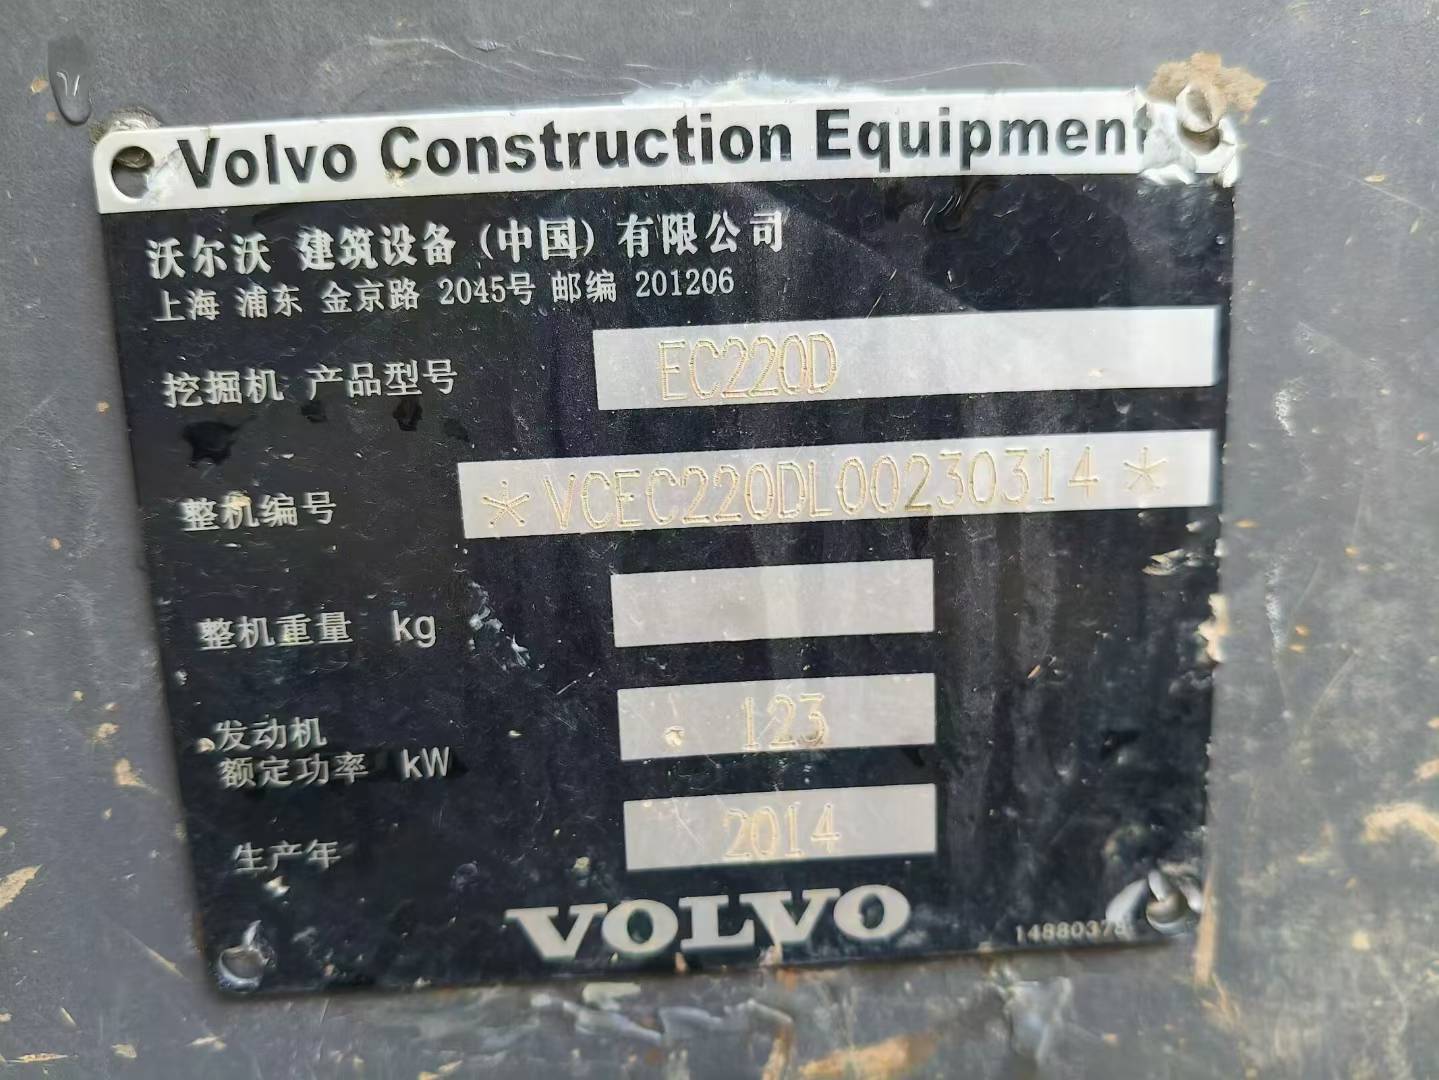 Volvo Construction Equipment
沃尔沃 建筑设备 (中国) 有限公司
上海 浦东 金京路 2045号 邮编 201206
挖掘机 产品型号 EC220D
整机编号 *VCEC220DL00230314*
整机重量 kg
发动机
额定功率 kW 123
生产年 2014
VOLVO